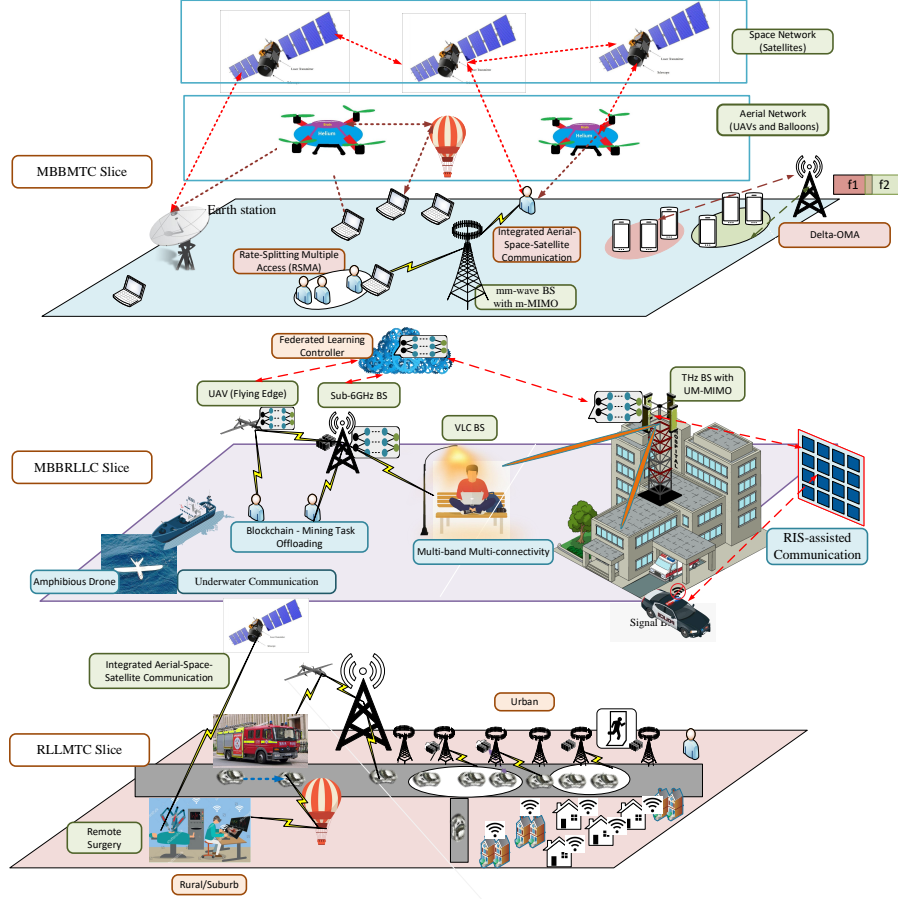 Space Network
(Satellites)
Aerial Network
(UAVs and Balloons)
Helium
Helium
MBBMTC Slice
f1
f2
Earth station
Delta-OMA
Integrated Aerial-
Space-Satellite
Communication
Rate-Splitting Multiple
Access (RSMA)
mm-wave BS
with m-MIMO
Federated Learning
Controller
THz BS with
UM-MIMO
UAV (Flying Edge)
Sub-6GHz BS
VLC BS
HOSPITAL
MBBRLLC Slice
Blockchain - Mining Task
Offloading
Multi-band Multi-connectivity
RIS-assisted
Communication
Amphibious Drone
Underwater Communication
Signal
Integrated Aerial-Space-
Satellite Communication
Urban
RLLMTC Slice
Remote
Surgery
Rural/Suburb